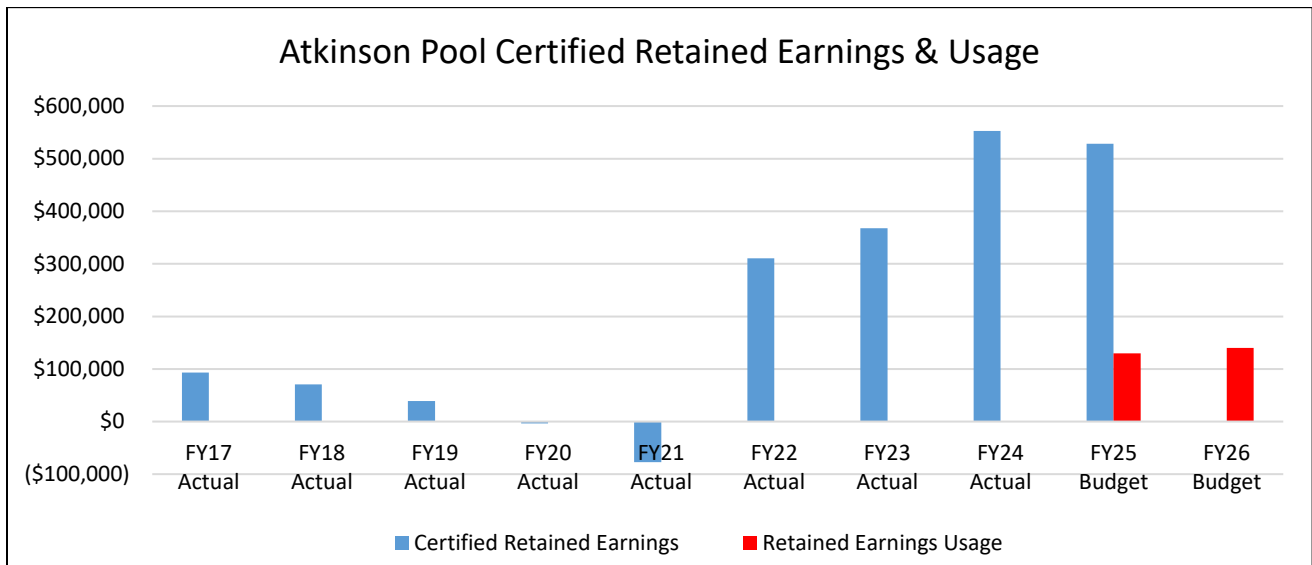 Atkinson Pool Certified Retained Earnings & Usage
$600,000
$500,000
$400,000
$300,000
$200,000
$100,000
$0
($100,000)
FY17 FY18 FY19 FY20 FY21 FY22 FY23 FY24 FY25 FY26
Actual Actual Actual Actual Actual Actual Actual Actual Budget Budget
Certified Retained Earnings Retained Earnings Usage